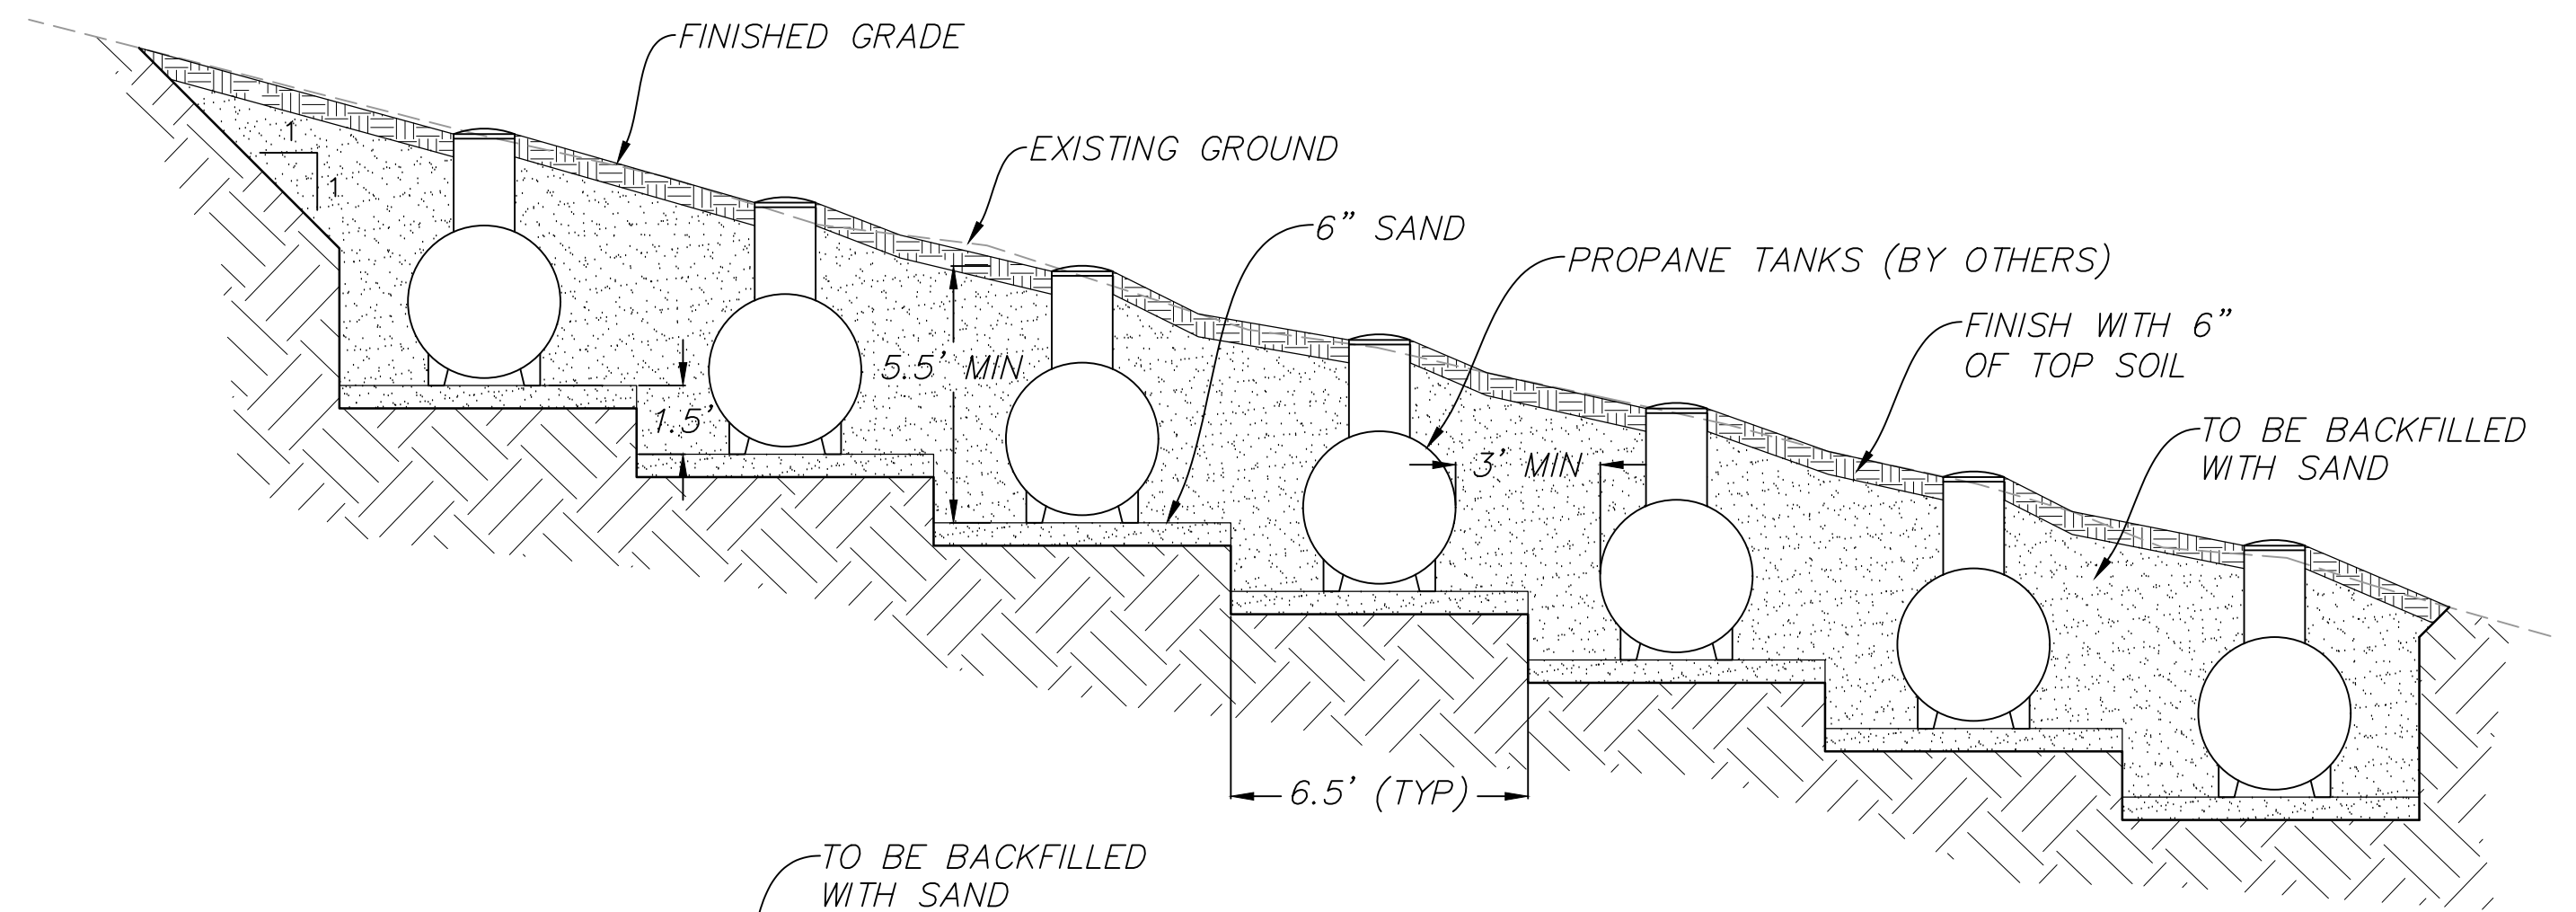 FINISHED GRADE
EXISTING GROUND
6” SAND
PROPANE TANKS (BY OTHERS)
FINISH WITH 6”
OF TOP SOIL
TO BE BACKFILLED
WITH SAND
1
1
5.5’ MIN
1.5’
3’ MIN
6.5’ (TYP)
TO BE BACKFILLED
WITH SAND